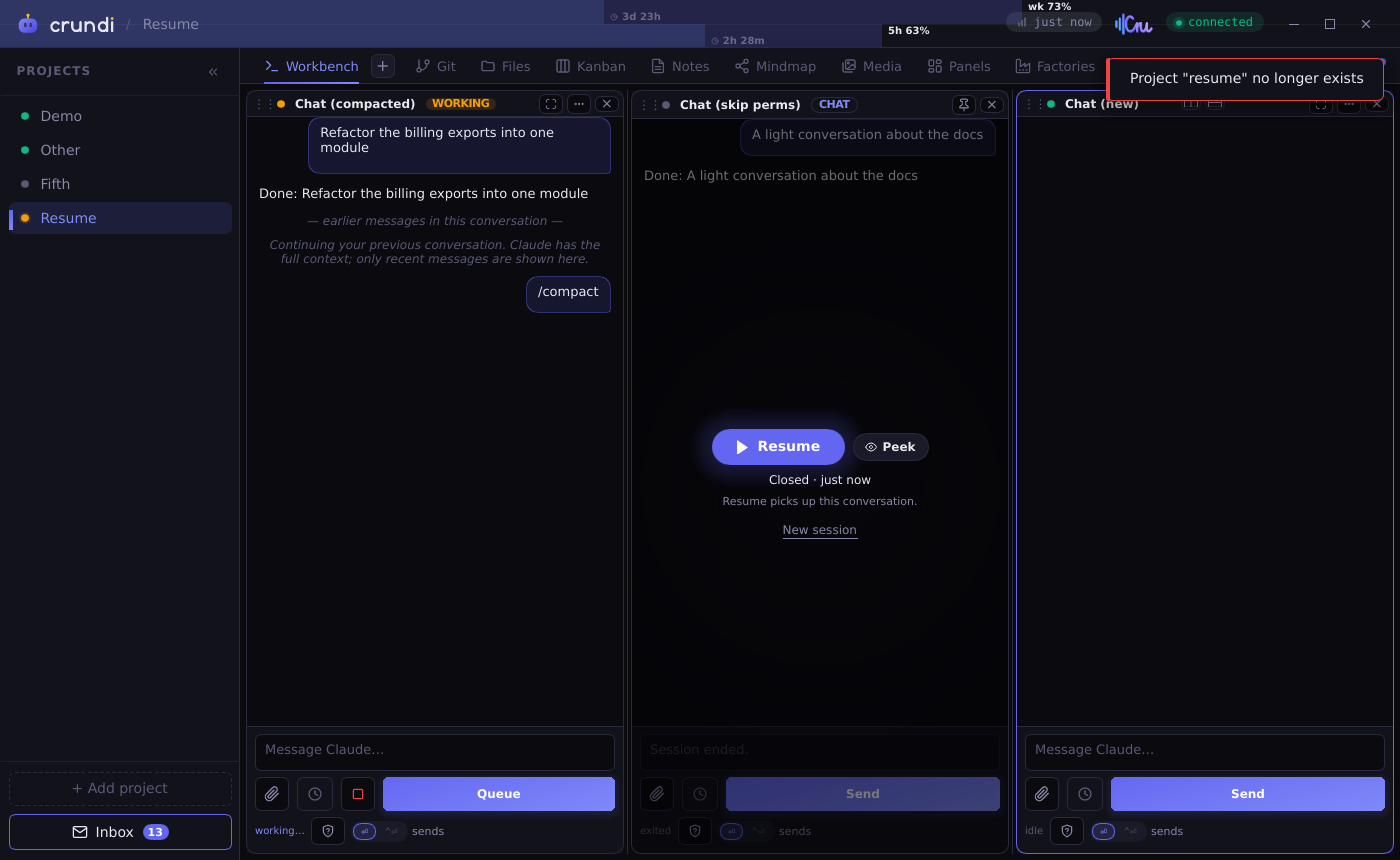 crundi / Resume
3d 23h
wk 73%
2h 28m
5h 63%
just now
Cru
connected
PROJECTS
Demo
Other
Fifth
Resume
+ Add project
Inbox 13
Workbench
Git
Files
Kanban
Notes
Mindmap
Media
Panels
Factories
Project "resume" no longer exists
Chat (compacted) WORKING
Refactor the billing exports into one
module
Done: Refactor the billing exports into one module
— earlier messages in this conversation —
Continuing your previous conversation. Claude has the
full context; only recent messages are shown here.
/compact
Message Claude…
Queue
working…
sends
Chat (skip perms) CHAT
A light conversation about the docs
Done: A light conversation about the docs
Resume
Peek
Closed · just now
Resume picks up this conversation.
New session
Session ended.
Send
exited
sends
Chat (new)
Message Claude…
Send
idle
sends